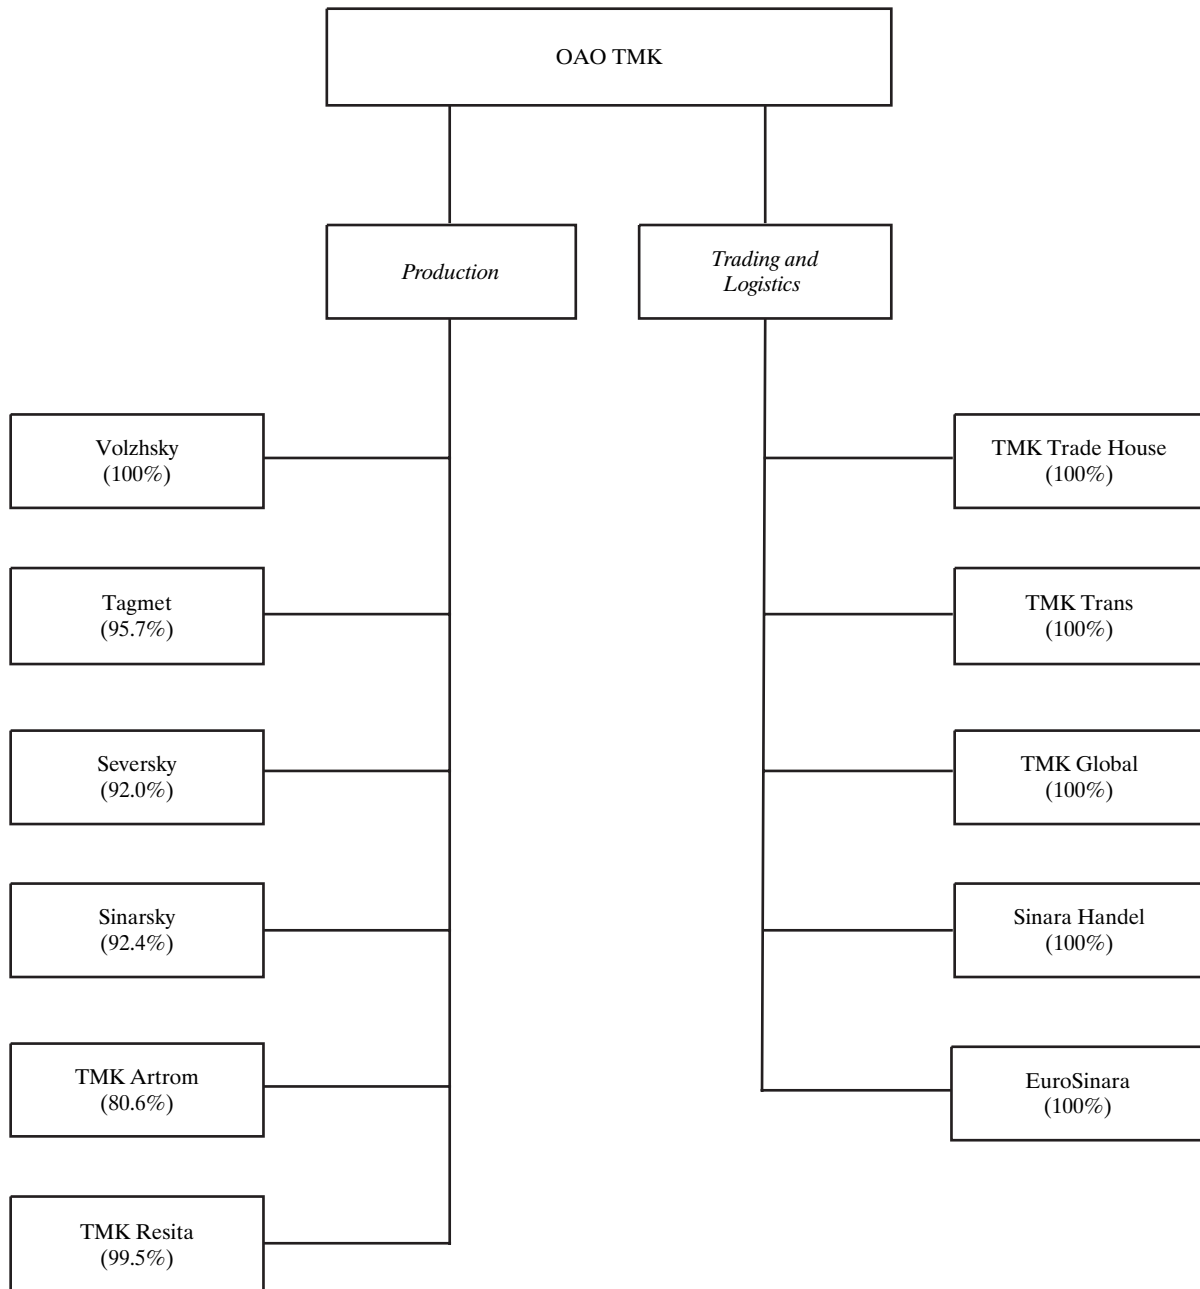 OAO TMK
Production
Trading and
Logistics
Volzhsky
(100%)
TMK Trade House
(100%)
Tagmet
(95.7%)
TMK Trans
(100%)
Seversky
(92.0%)
TMK Global
(100%)
Sinarsky
(92.4%)
Sinara Handel
(100%)
TMK Artrom
(80.6%)
EuroSinara
(100%)
TMK Resita
(99.5%)